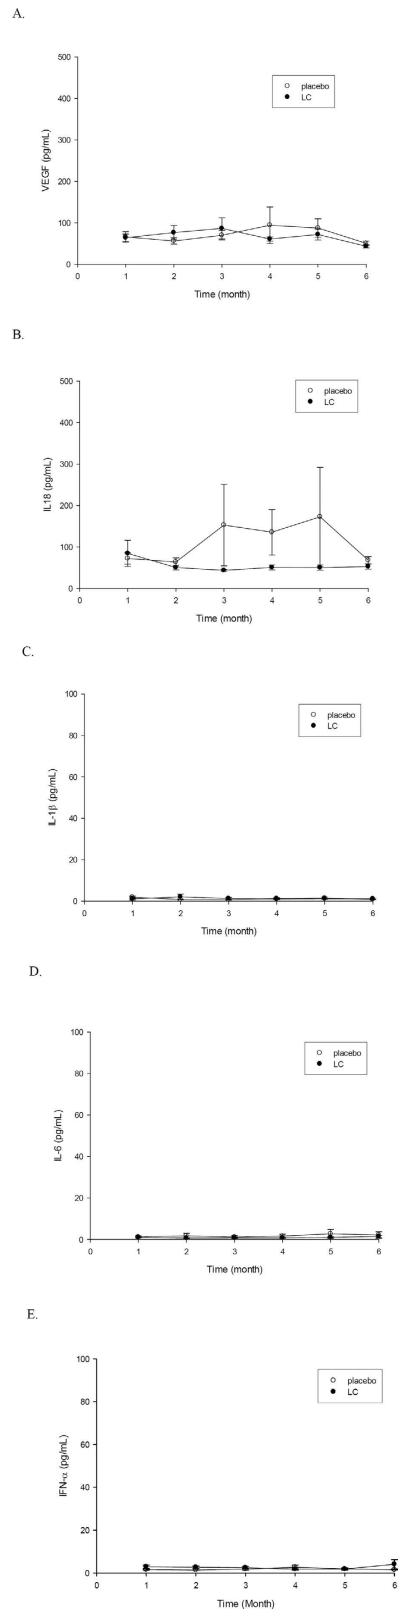 A.
500
400
300
200
100
0
VEGF (pg/mL)
placebo
LC
0 1 2 3 4 5 6
Time (month)
B.
500
400
300
200
100
0
IL18 (pg/mL)
placebo
LC
0 1 2 3 4 5 6
Time (month)
C.
100
80
60
40
20
0
IL-1β (pg/mL)
placebo
LC
0 1 2 3 4 5 6
Time (month)
D.
100
80
60
40
20
0
IL-6 (pg/mL)
placebo
LC
0 1 2 3 4 5 6
Time (month)
E.
100
80
60
40
20
0
IFN-α (pg/mL)
placebo
LC
0 1 2 3 4 5 6
Time (Month)